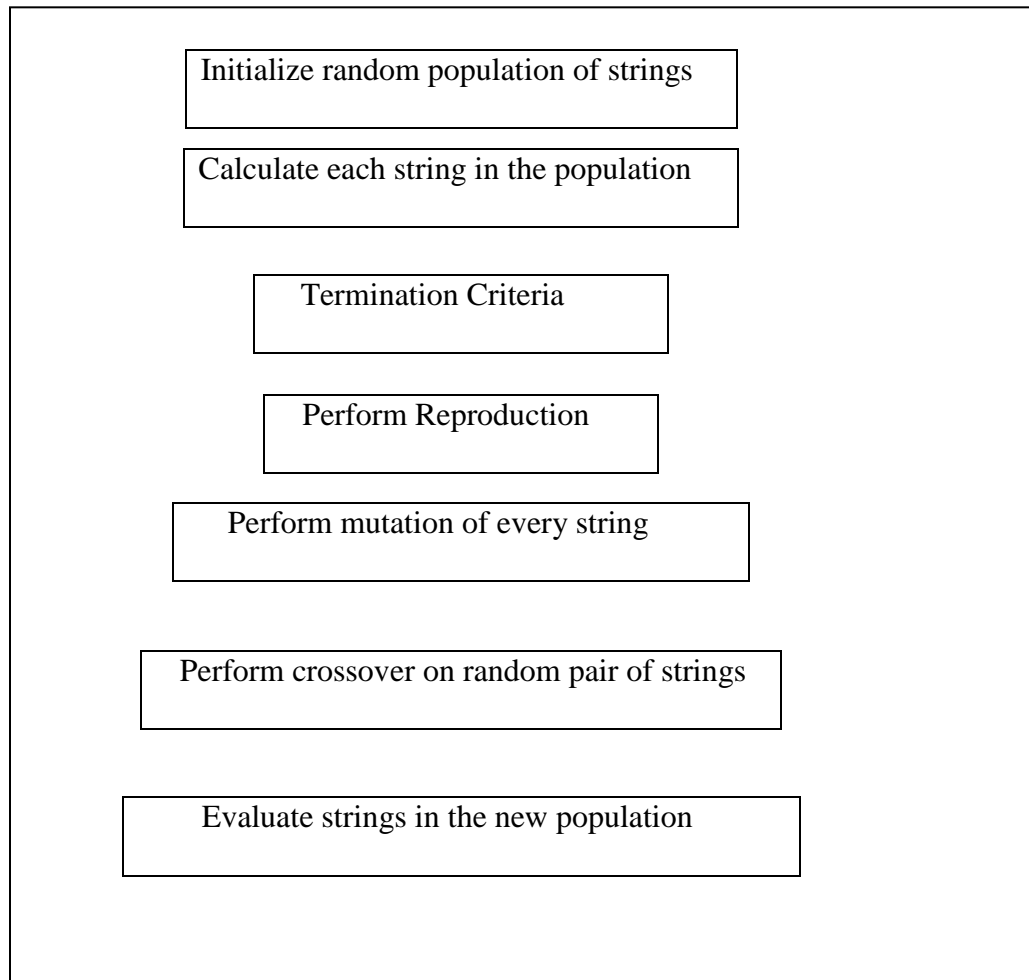 Initialize random population of strings
Calculate each string in the population
Termination Criteria
Perform Reproduction
Perform mutation of every string
Perform crossover on random pair of strings
Evaluate strings in the new population